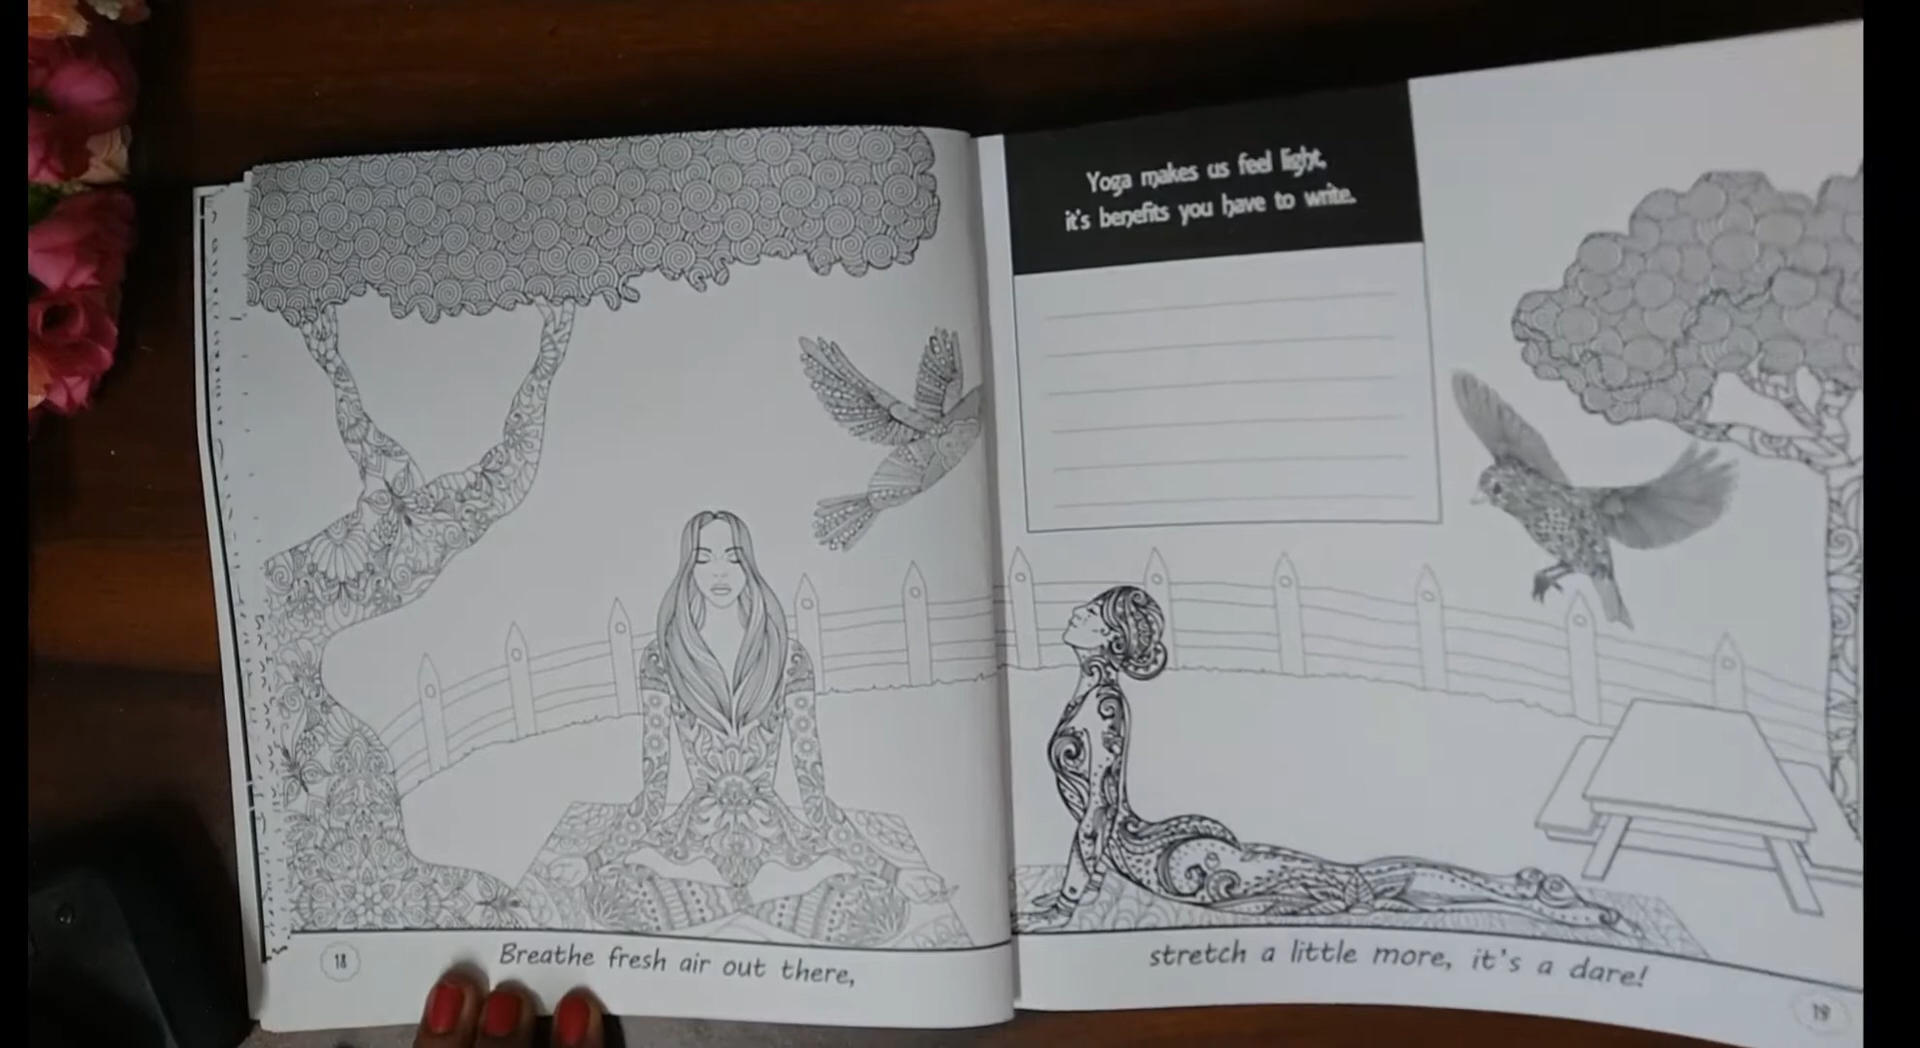 Breathe fresh air out there,
18
Yoga makes us feel light,
it's benefits you have to write.
stretch a little more, it's a dare!
19